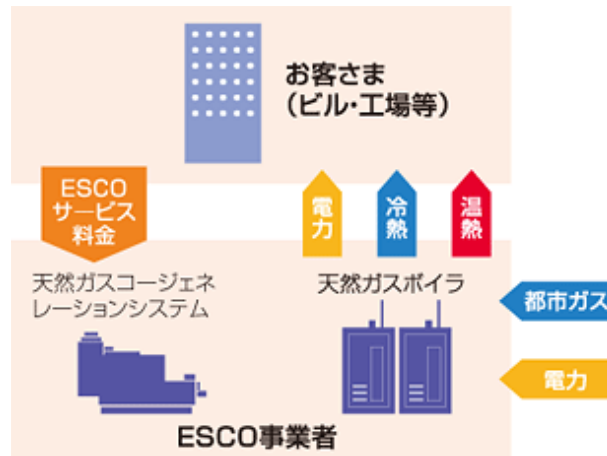 お客さま
（ビル・工場等）
ESCO
サービス
料金
電力
冷熱
温熱
天然ガスコージェネ
レーションシステム
天然ガスボイラ
都市ガス
電力
ESCO事業者